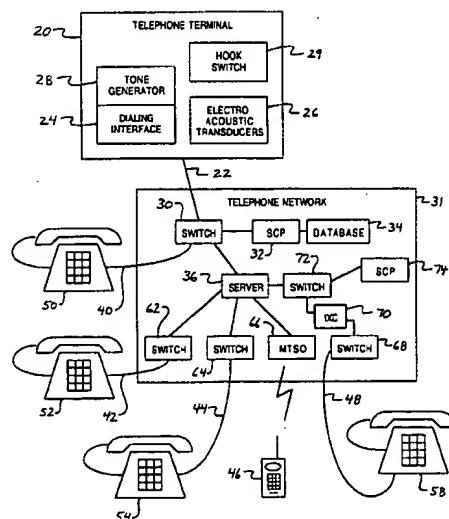 20
TELEPHONE TERMINAL
28
TONE
GENERATOR
24
DIALING
INTERFACE
HOOK
SWITCH
29
ELECTRO
ACOUSTIC
TRANSDUCERS
26
22
TELEPHONE NETWORK
31
30
SWITCH
SCP
32
DATABASE
34
50
40
36
SERVER
72
SWITCH
SCP
74
62
SWITCH
64
SWITCH
66
MTSO
70
SWITCH
68
52
42
44
46
48
54
58